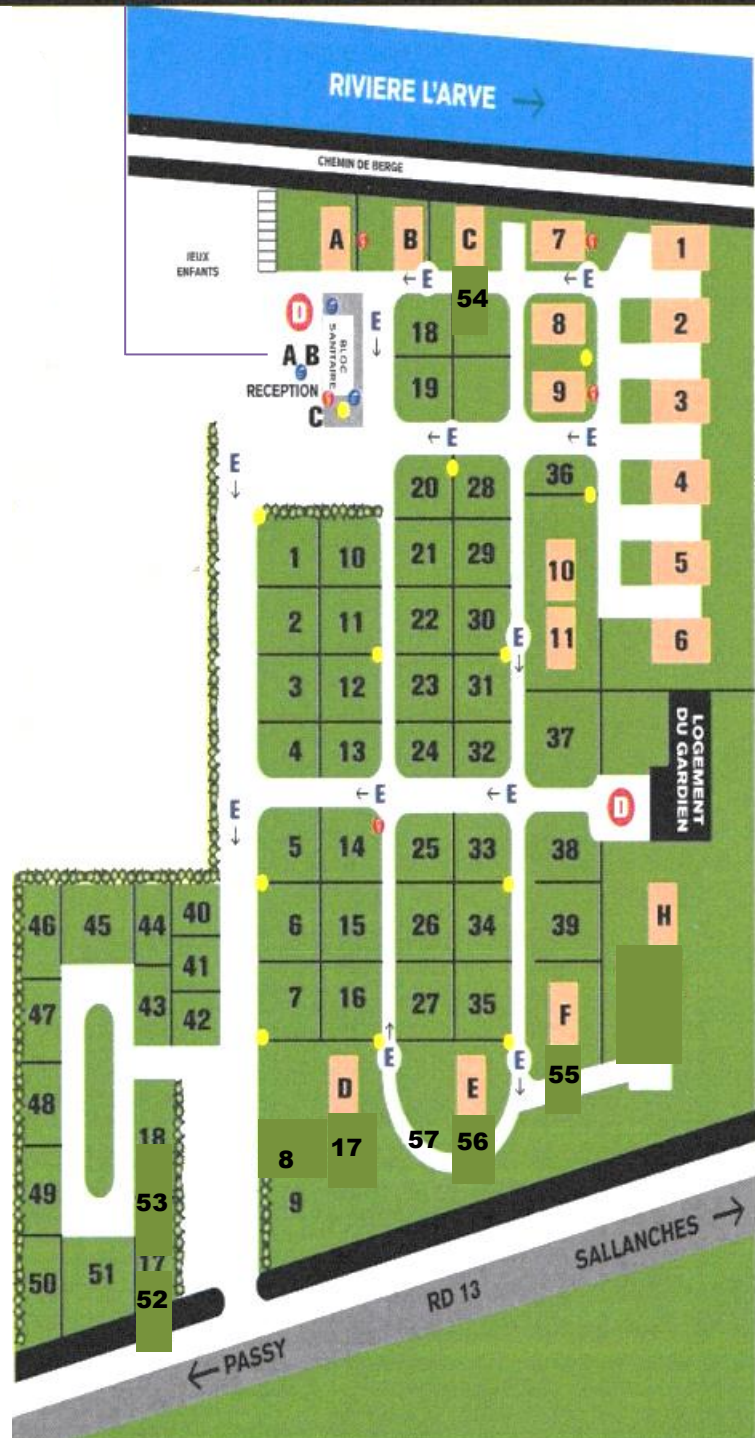 RIVIERE L'ARVE →
CHEMIN DE BERGE
JEUX
ENFANTS
A B C 7 1
← E ← E
54
D
E ↓
BLOC
SANITAIRE
A B
RECEPTION
C
18 8 2
19 9 3
← E ← E
E ↓
20 28 36 4
1 10 21 29 10 5
2 11 22 30 E ↓ 11 6
3 12 23 31
4 13 24 32 37
LOGEMENT
DU GARDIEN
← E ← E D
E ↓
5 14 25 33 38
46 45 44 40 6 15 26 34 39 H
41
47 43 42 7 16 27 35 F
↑ E E ↓
48 D E 55
18 8 17 57 56
49 53 9
50 51 17
52
SALLANCHES →
RD 13
← PASSY